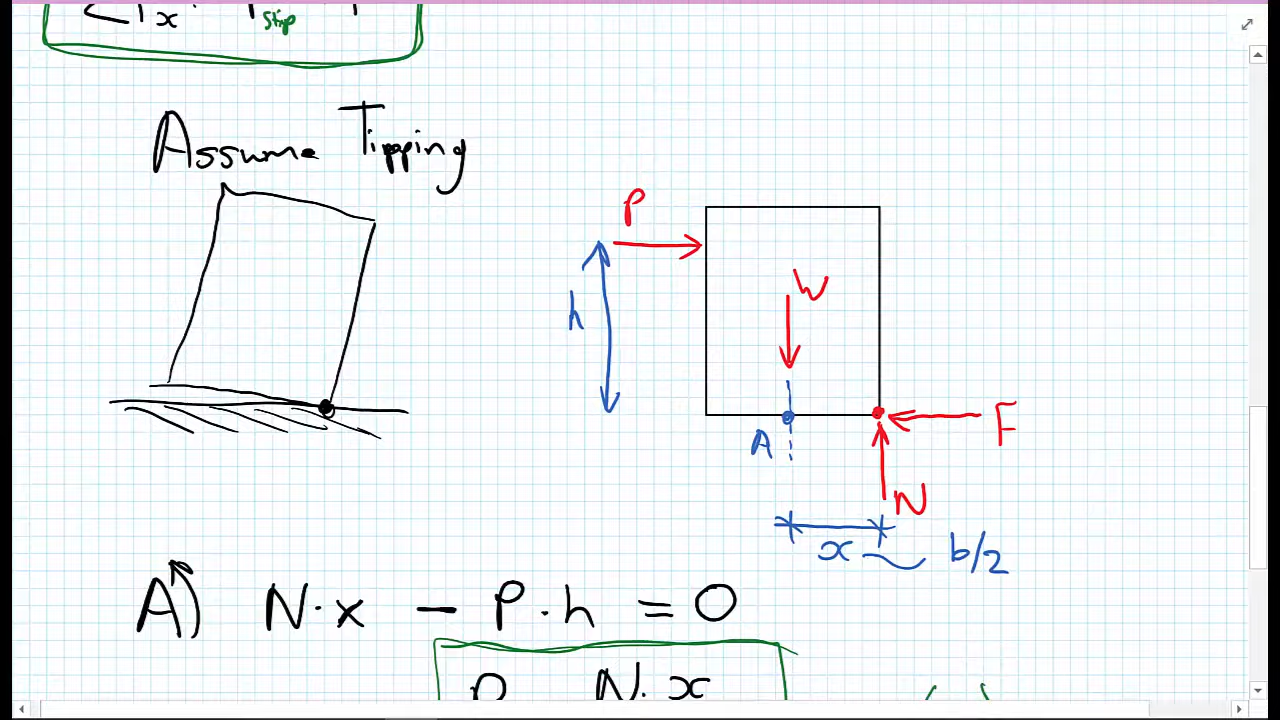 Assume Tipping
P
W
h
A
F
N
x b/2
A) N·x - P·h = 0
N·x